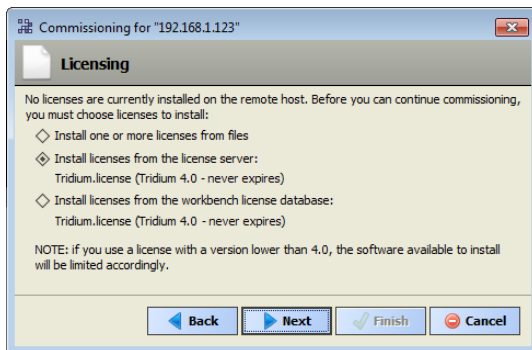 Commissioning for "192.168.1.123"
Licensing
No licenses are currently installed on the remote host. Before you can continue commissioning,
you must choose licenses to install:
Install one or more licenses from files
Install licenses from the license server:
Tridium.license (Tridium 4.0 - never expires)
Install licenses from the workbench license database:
Tridium.license (Tridium 4.0 - never expires)
NOTE: if you use a license with a version lower than 4.0, the software available to install
will be limited accordingly.
Back Next Finish Cancel